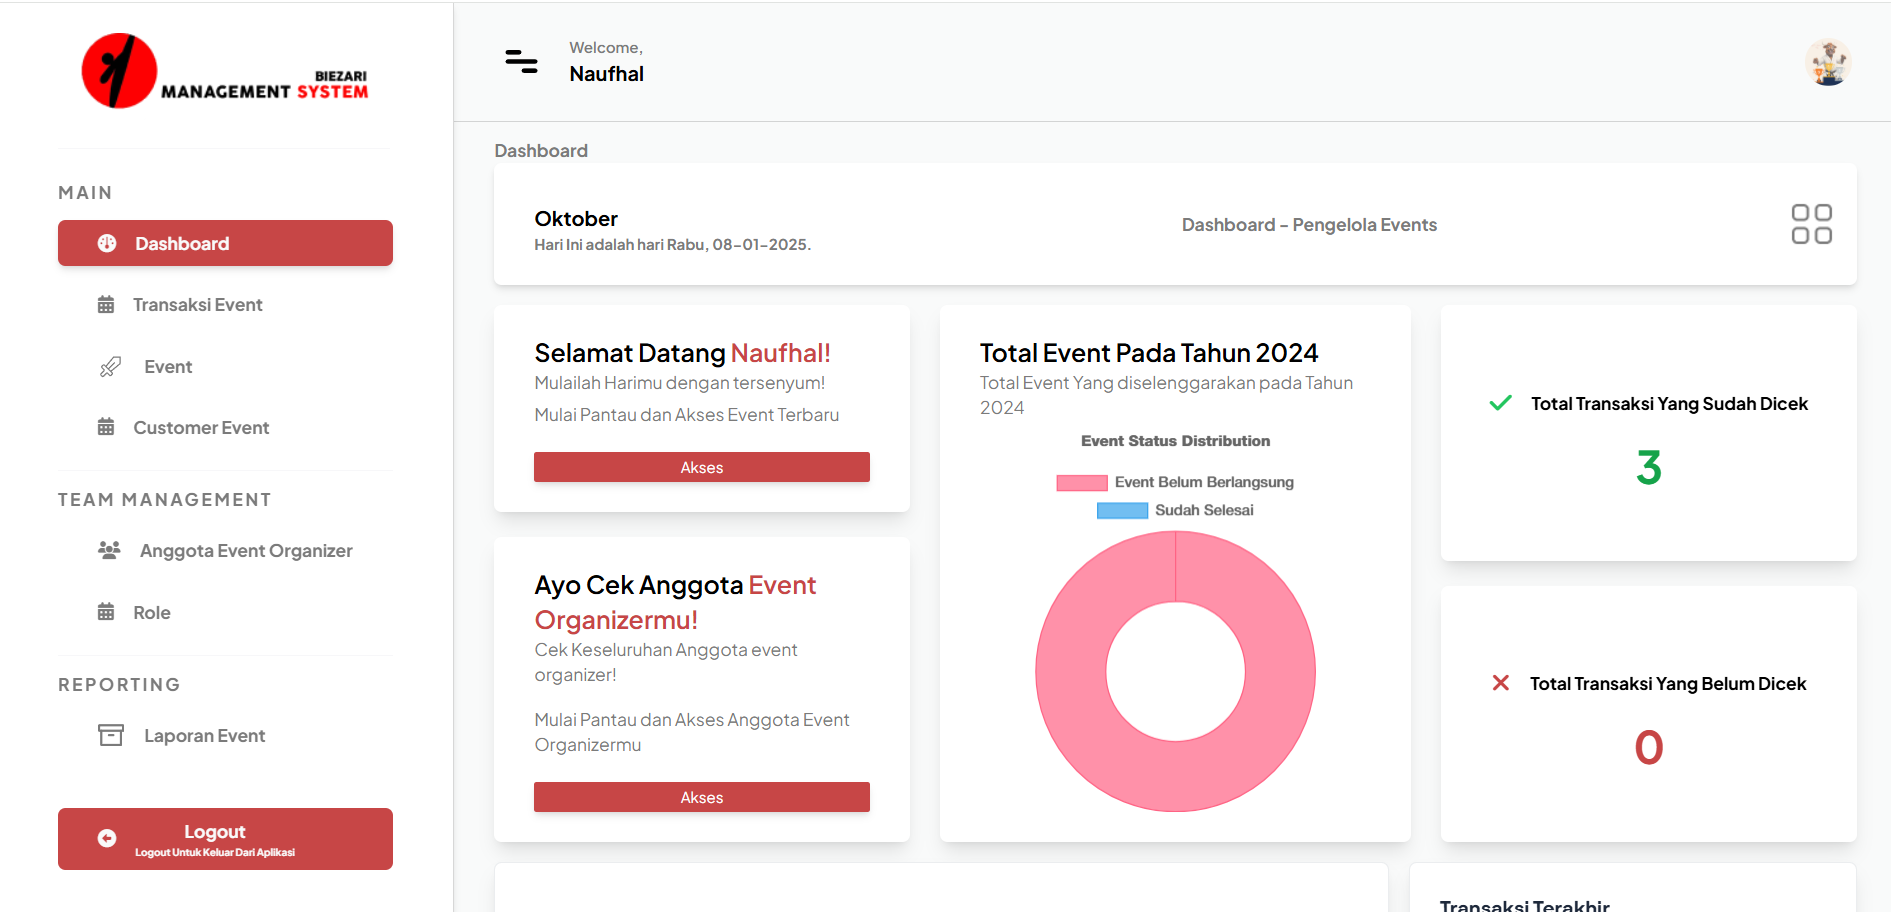 BIEZARI
MANAGEMENT SYSTEM
MAIN
Dashboard
Transaksi Event
Event
Customer Event
TEAM MANAGEMENT
Anggota Event Organizer
Role
REPORTING
Laporan Event
Logout
Logout Untuk Keluar Dari Aplikasi
Welcome,
Naufhal
Dashboard
Oktober
Hari Ini adalah hari Rabu, 08-01-2025.
Dashboard - Pengelola Events
Selamat Datang Naufhal!
Mulailah Harimu dengan tersenyum!
Mulai Pantau dan Akses Event Terbaru
Akses
Ayo Cek Anggota Event
Organizermu!
Cek Keseluruhan Anggota event
organizer!
Mulai Pantau dan Akses Anggota Event
Organizermu
Akses
Total Event Pada Tahun 2024
Total Event Yang diselenggarakan pada Tahun
2024
Event Status Distribution
Event Belum Berlangsung
Sudah Selesai
Total Transaksi Yang Sudah Dicek
3
Total Transaksi Yang Belum Dicek
0
Transaksi Terakhir